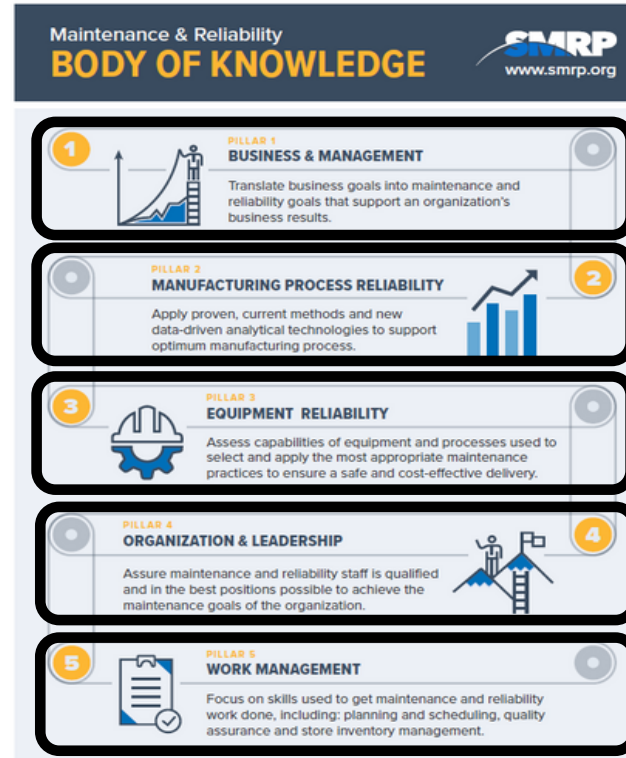 Maintenance & Reliability
BODY OF KNOWLEDGE
SMRP
www.smrp.org
1
PILLAR 1
BUSINESS & MANAGEMENT
Translate business goals into maintenance and
reliability goals that support an organization's
business results.
PILLAR 2
MANUFACTURING PROCESS RELIABILITY
2
Apply proven, current methods and new
data-driven analytical technologies to support
optimum manufacturing process.
3
PILLAR 3
EQUIPMENT RELIABILITY
Assess capabilities of equipment and processes used to
select and apply the most appropriate maintenance
practices to ensure a safe and cost-effective delivery.
PILLAR 4
ORGANIZATION & LEADERSHIP
4
Assure maintenance and reliability staff is qualified
and in the best positions possible to achieve the
maintenance goals of the organization.
5
PILLAR 5
WORK MANAGEMENT
Focus on skills used to get maintenance and reliability
work done, including: planning and scheduling, quality
assurance and store inventory management.